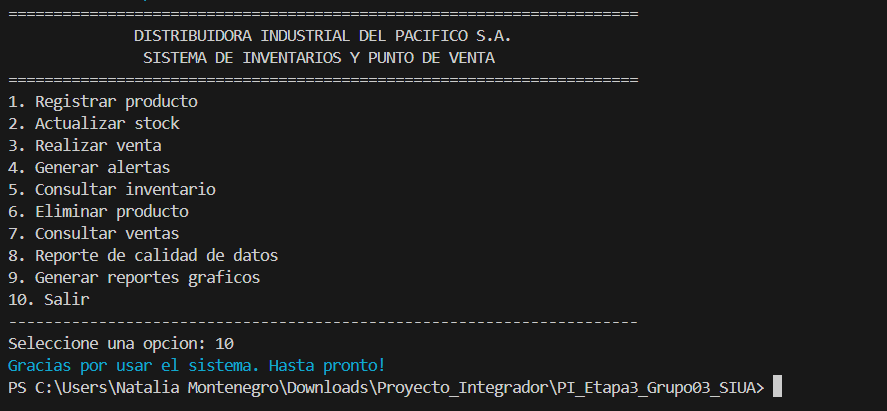 ======================================================================
DISTRIBUIDORA INDUSTRIAL DEL PACIFICO S.A.
SISTEMA DE INVENTARIOS Y PUNTO DE VENTA
======================================================================
1. Registrar producto
2. Actualizar stock
3. Realizar venta
4. Generar alertas
5. Consultar inventario
6. Eliminar producto
7. Consultar ventas
8. Reporte de calidad de datos
9. Generar reportes graficos
10. Salir
----------------------------------------------------------------------
Seleccione una opcion: 10
Gracias por usar el sistema. Hasta pronto!
PS C:\Users\Natalia Montenegro\Downloads\Proyecto_Integrador\PI_Etapa3_Grupo03_SIUA>